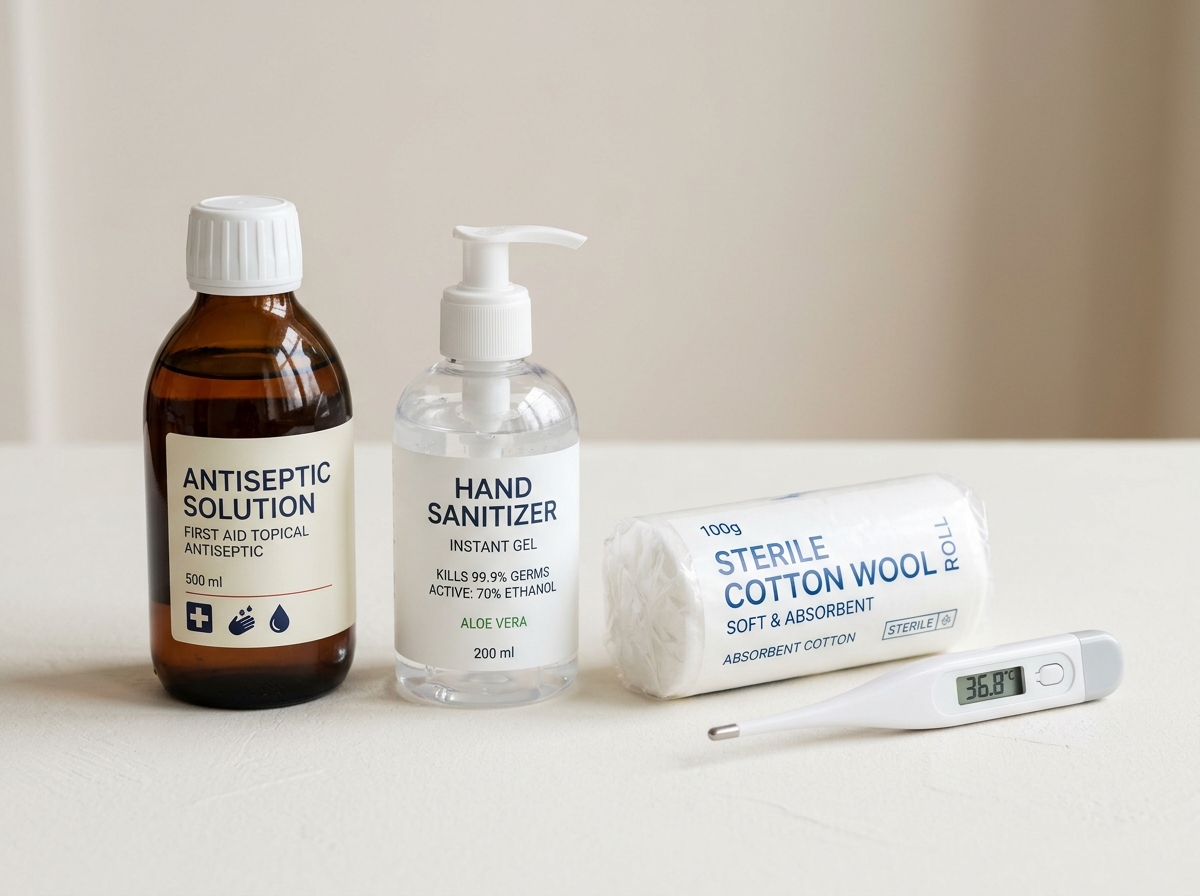 ANTISEPTIC
SOLUTION
FIRST AID TOPICAL
ANTISEPTIC
500 ml
HAND
SANITIZER
INSTANT GEL
KILLS 99.9% GERMS
ACTIVE: 70% ETHANOL
ALOE VERA
200 ml
100g
STERILE
COTTON WOOL
ROLL
SOFT & ABSORBENT
ABSORBENT COTTON
STERILE
36.8°C